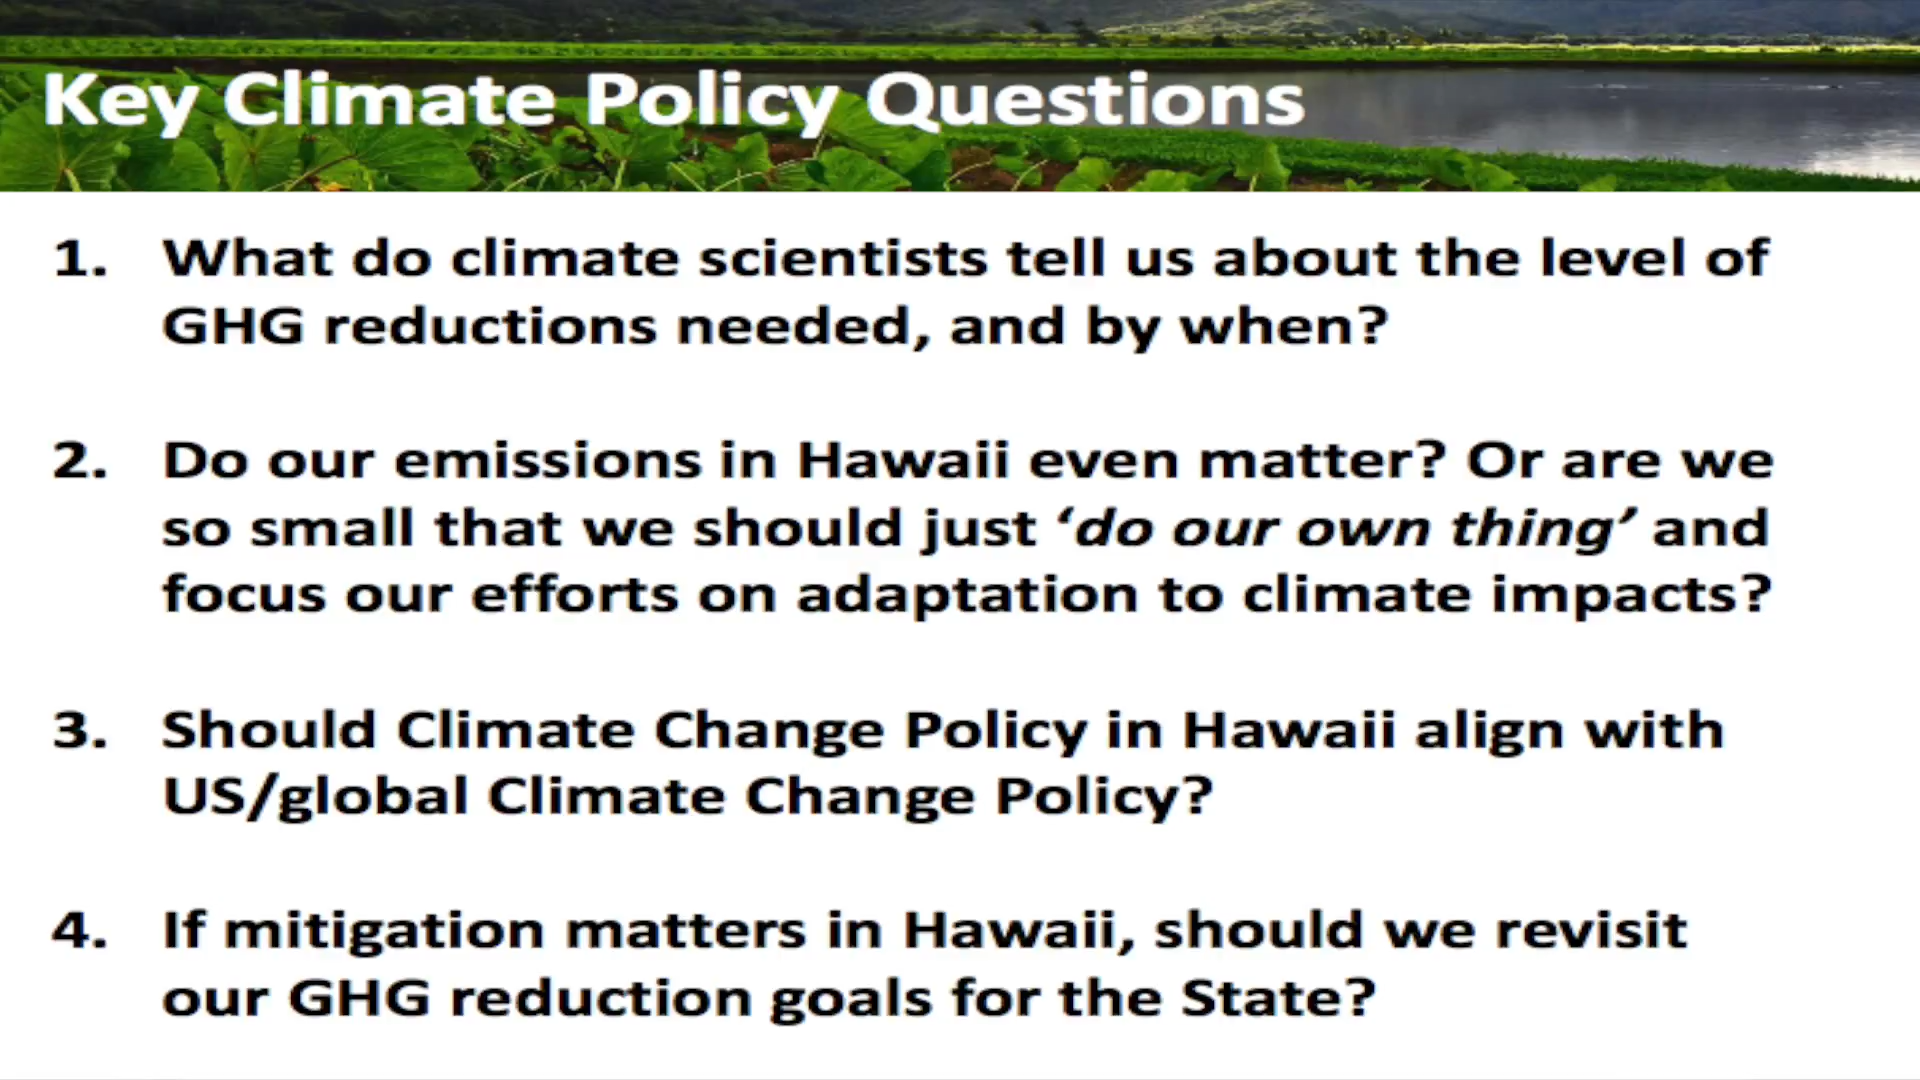 Key Climate Policy Questions
1. What do climate scientists tell us about the level of
GHG reductions needed, and by when?
2. Do our emissions in Hawaii even matter? Or are we
so small that we should just ‘do our own thing’ and
focus our efforts on adaptation to climate impacts?
3. Should Climate Change Policy in Hawaii align with
US/global Climate Change Policy?
4. If mitigation matters in Hawaii, should we revisit
our GHG reduction goals for the State?